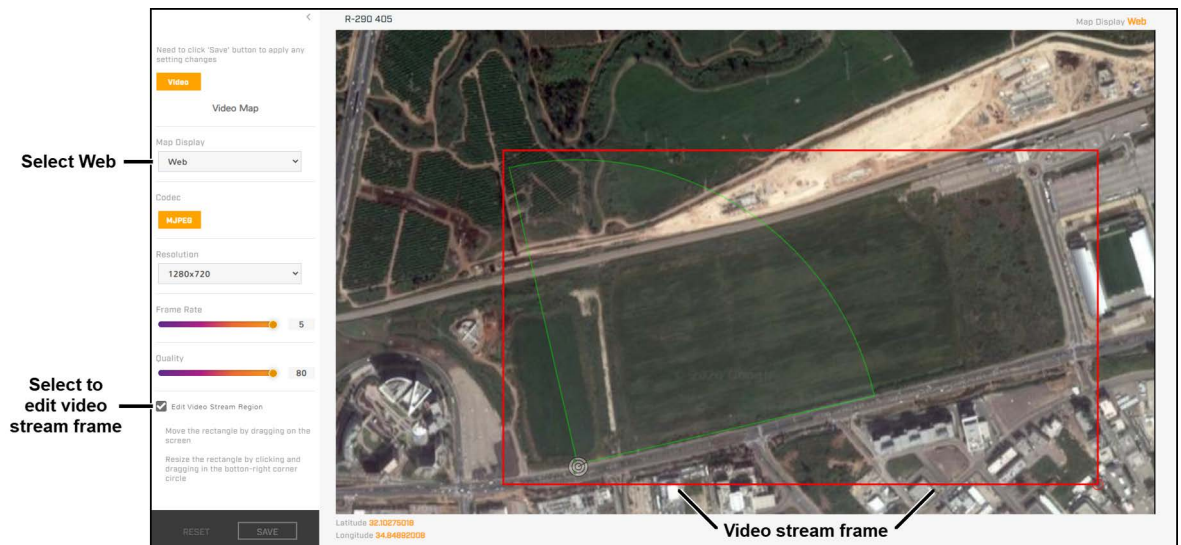 R-290 405
Map Display Web
Need to click 'Save' button to apply any
setting changes
Video
Video Map
Map Display
Web
Codec
MJPEG
Resolution
1280x720
Frame Rate
5
Quality
80
Edit Video Stream Region
Move the rectangle by dragging on the
screen
Resize the rectangle by clicking and
dragging in the botton-right corner
circle
RESET
SAVE
Select Web
Select to
edit video
stream frame
Latitude 32.10275018
Longitude 34.84892008
Video stream frame